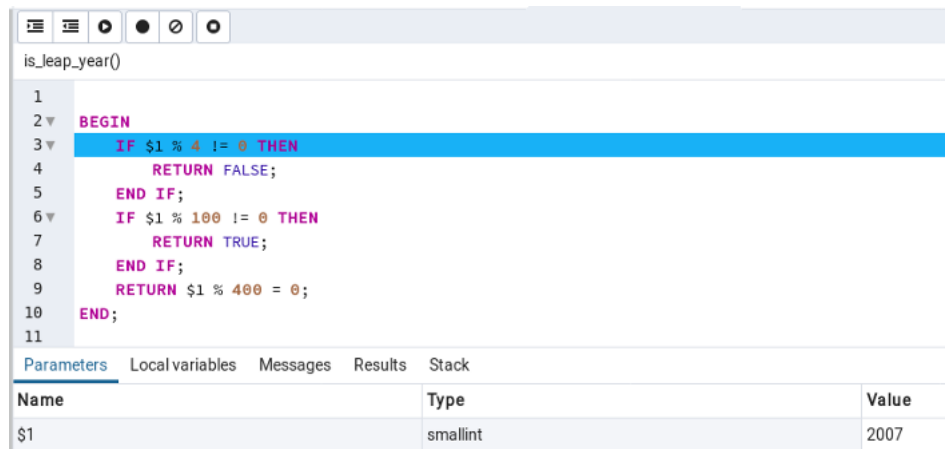 is_leap_year()
1
2 BEGIN
3 IF $1 % 4 != 0 THEN
4 RETURN FALSE;
5 END IF;
6 IF $1 % 100 != 0 THEN
7 RETURN TRUE;
8 END IF;
9 RETURN $1 % 400 = 0;
10 END;
11
Parameters Local variables Messages Results Stack
Name Type Value
$1 smallint 2007